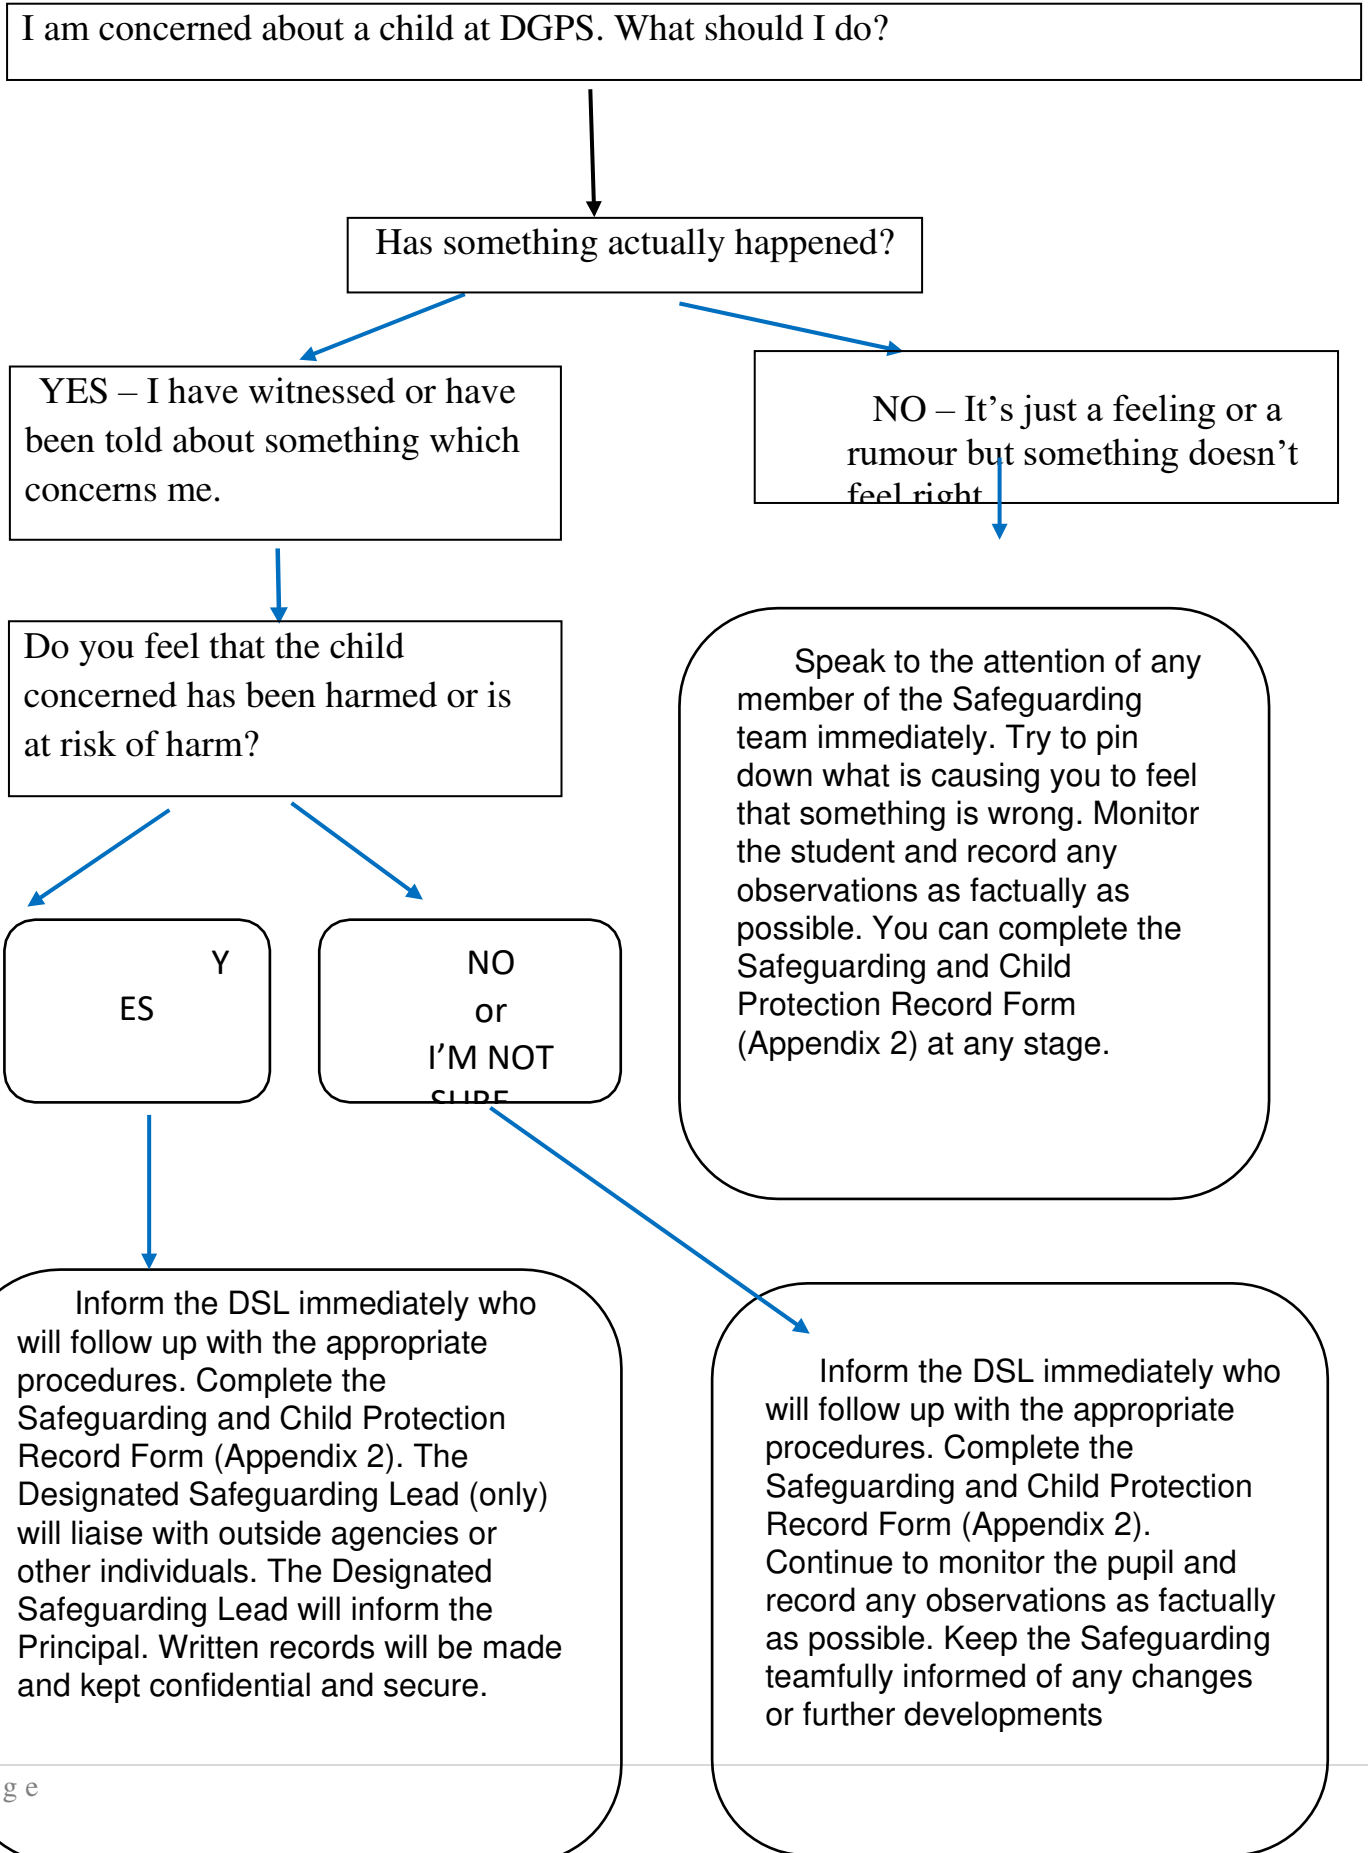 I am concerned about a child at DGPS. What should I do?
Has something actually happened?
YES – I have witnessed or have
been told about something which
concerns me.
NO – It’s just a feeling or a
rumour but something doesn’t
feel right
Do you feel that the child
concerned has been harmed or is
at risk of harm?
Speak to the attention of any
member of the Safeguarding
team immediately. Try to pin
down what is causing you to feel
that something is wrong. Monitor
the student and record any
observations as factually as
possible. You can complete the
Safeguarding and Child
Protection Record Form
(Appendix 2) at any stage.
Y
ES
NO
or
I’M NOT
SURE
Inform the DSL immediately who
will follow up with the appropriate
procedures. Complete the
Safeguarding and Child Protection
Record Form (Appendix 2). The
Designated Safeguarding Lead (only)
will liaise with outside agencies or
other individuals. The Designated
Safeguarding Lead will inform the
Principal. Written records will be made
and kept confidential and secure.
Inform the DSL immediately who
will follow up with the appropriate
procedures. Complete the
Safeguarding and Child Protection
Record Form (Appendix 2).
Continue to monitor the pupil and
record any observations as factually
as possible. Keep the Safeguarding
teamfully informed of any changes
or further developments
g e